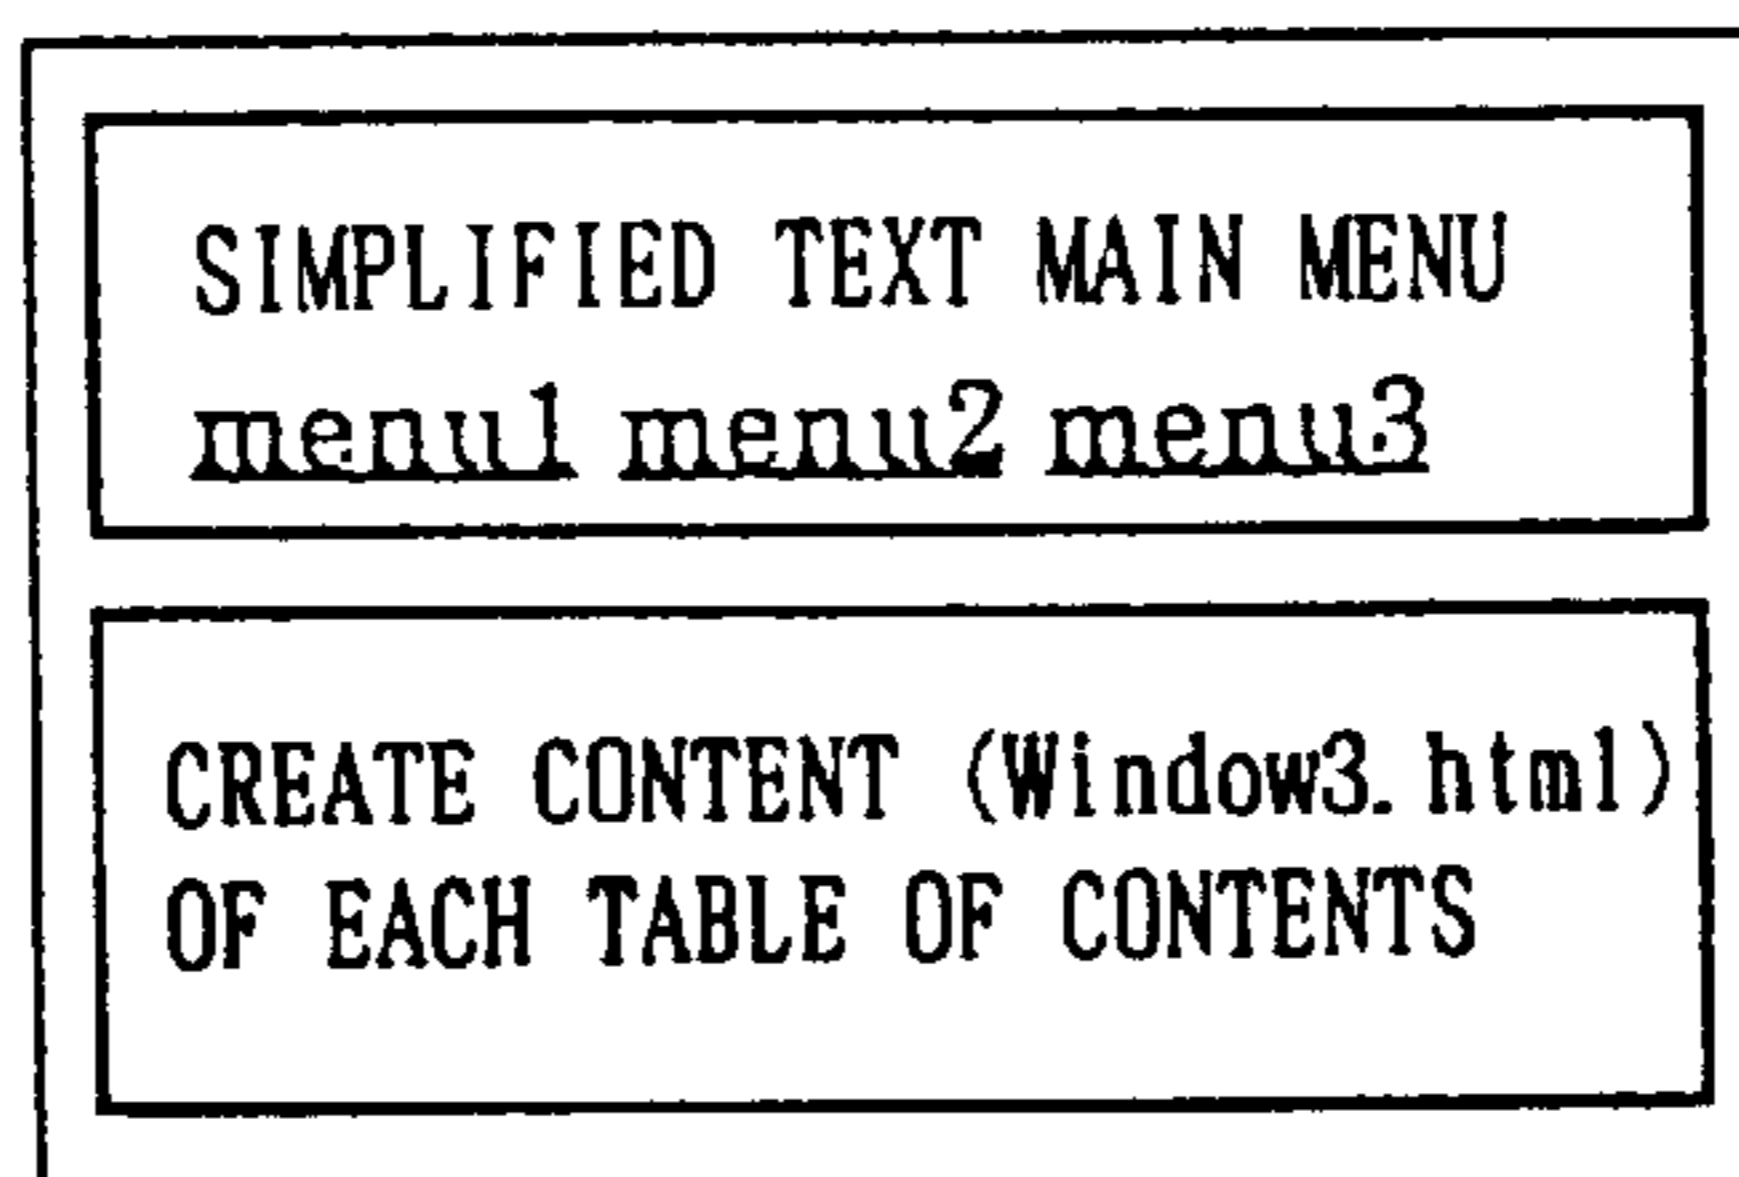 SIMPLIFIED TEXT MAIN MENU
menu1 menu2 menu3
CREATE CONTENT (Window3.html)
OF EACH TABLE OF CONTENTS